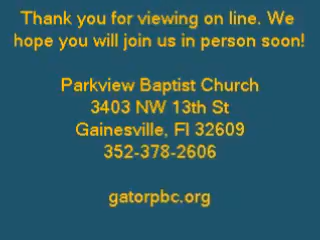 Thank you for viewing on line. We
hope you will join us in person soon!
Parkview Baptist Church
3403 NW 13th St
Gainesville, Fl 32609
352-378-2606
gatorpbc.org